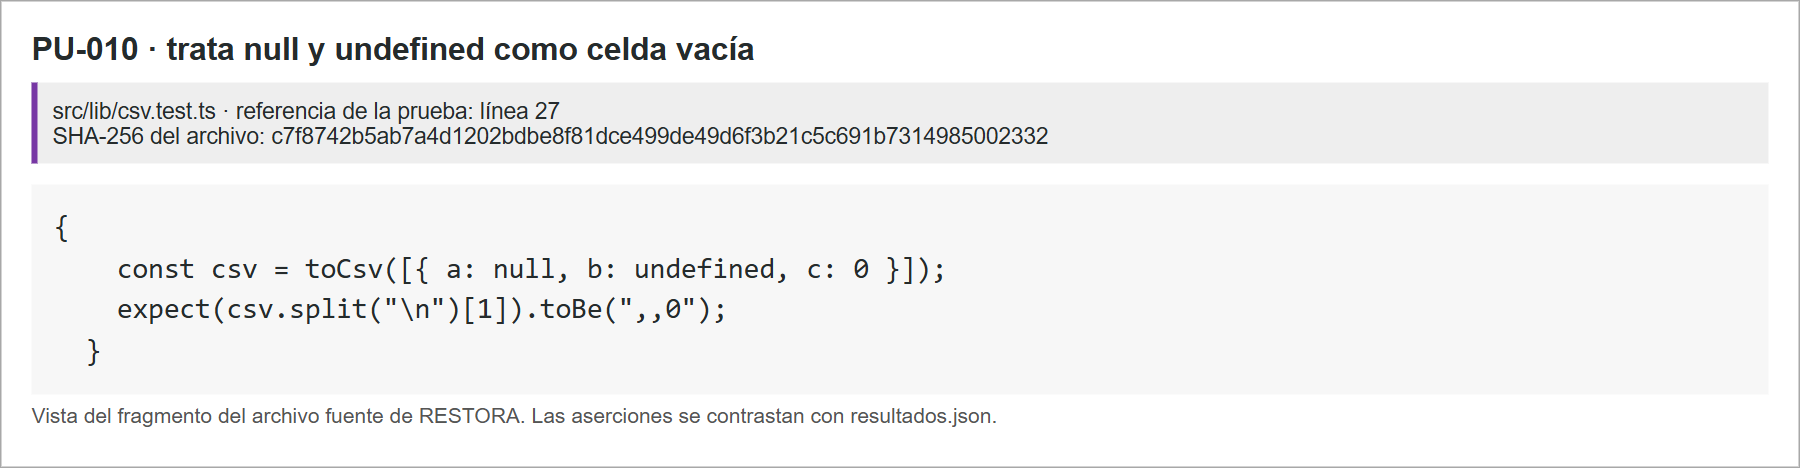 PU-010 · trata null y undefined como celda vacía
src/lib/csv.test.ts · referencia de la prueba: línea 27
SHA-256 del archivo: c7f8742b5ab7a4d1202bdbe8f81dce499de49d6f3b21c5c691b7314985002332
{
    const csv = toCsv([{ a: null, b: undefined, c: 0 }]);
    expect(csv.split("\n")[1]).toBe(",,0");
  }
Vista del fragmento del archivo fuente de RESTORA. Las aserciones se contrastan con resultados.json.